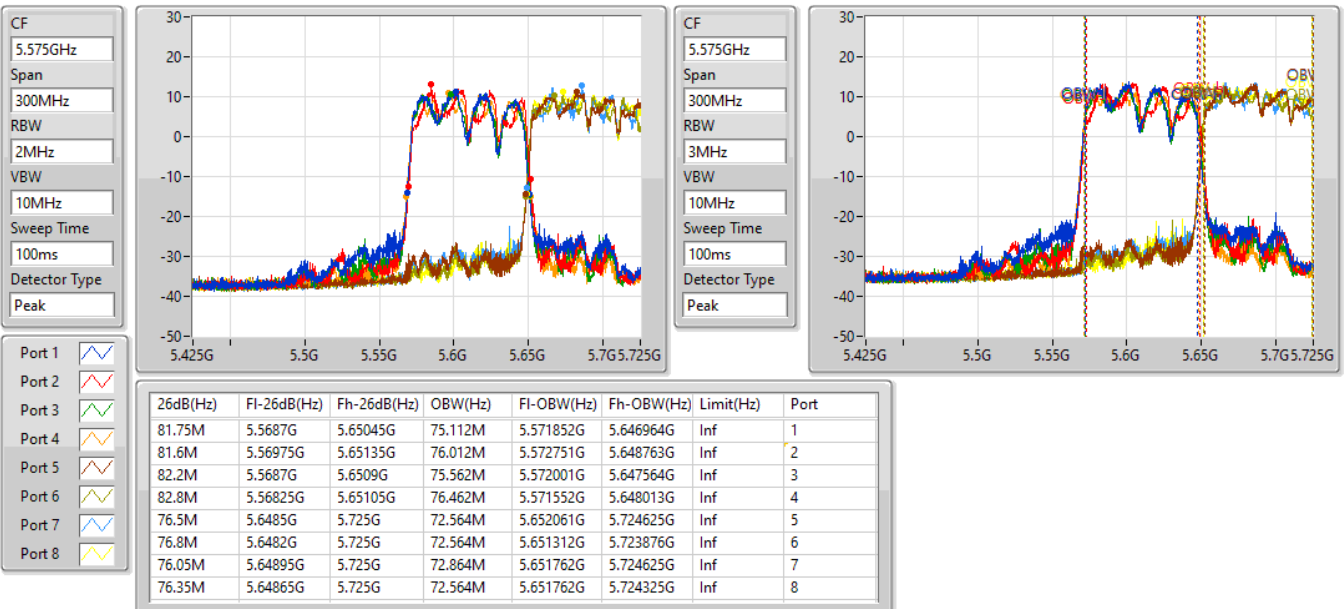 CF
5.575GHz
Span
300MHz
RBW
2MHz
VBW
10MHz
Sweep Time
100ms
Detector Type
Peak
30
20
10
0
-10
-20
-30
-40
-50
5.425G 5.5G 5.55G 5.6G 5.65G 5.7G 5.725G
CF
5.575GHz
Span
300MHz
RBW
3MHz
VBW
10MHz
Sweep Time
100ms
Detector Type
Peak
30
20
10
0
-10
-20
-30
-40
-50
5.425G 5.5G 5.55G 5.6G 5.65G 5.7G 5.725G
Port 1
Port 2
Port 3
Port 4
Port 5
Port 6
Port 7
Port 8
26dB(Hz) Fl-26dB(Hz) Fh-26dB(Hz) OBW(Hz) Fl-OBW(Hz) Fh-OBW(Hz) Limit(Hz) Port
81.75M 5.5687G 5.65045G 75.112M 5.571852G 5.646964G Inf 1
81.6M 5.56975G 5.65135G 76.012M 5.572751G 5.648763G Inf 2
82.2M 5.5687G 5.6509G 75.562M 5.572001G 5.647564G Inf 3
82.8M 5.56825G 5.65105G 76.462M 5.571552G 5.648013G Inf 4
76.5M 5.6485G 5.725G 72.564M 5.652061G 5.724625G Inf 5
76.8M 5.6482G 5.725G 72.564M 5.651312G 5.723876G Inf 6
76.05M 5.64895G 5.725G 72.864M 5.651762G 5.724625G Inf 7
76.35M 5.64865G 5.725G 72.564M 5.651762G 5.724325G Inf 8